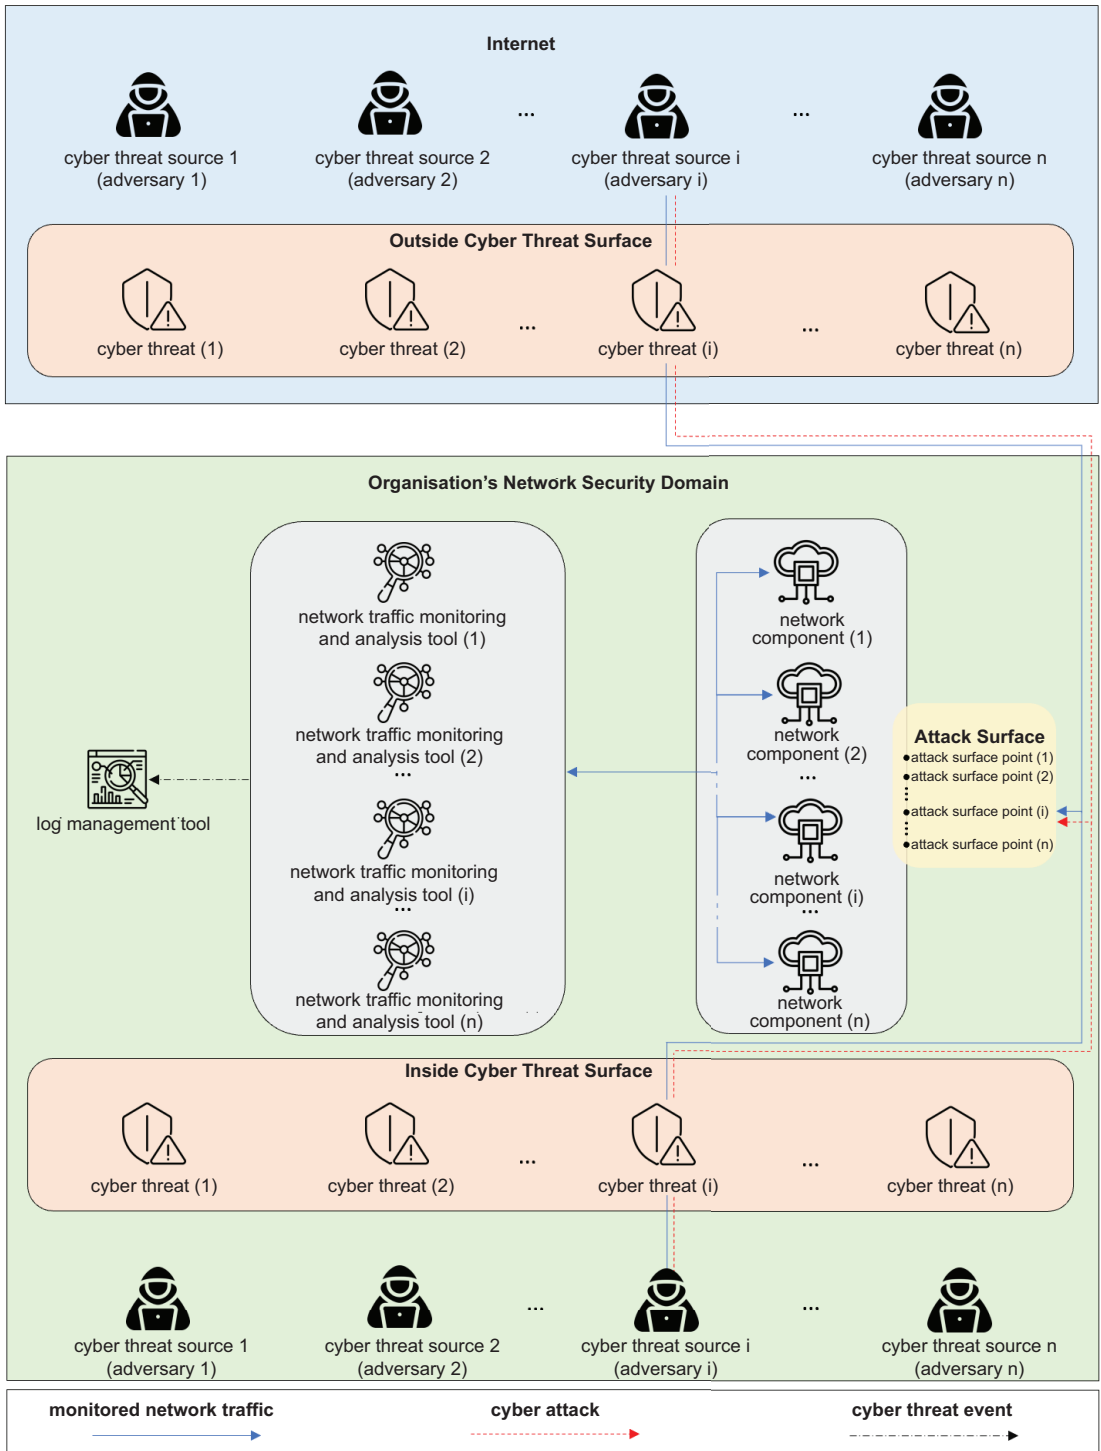 Internet
cyber threat source 1
(adversary 1)
cyber threat source 2
(adversary 2)
...
cyber threat source i
(adversary i)
...
cyber threat source n
(adversary n)
Outside Cyber Threat Surface
cyber threat (1)
cyber threat (2)
...
cyber threat (i)
...
cyber threat (n)
Organisation's Network Security Domain
network traffic monitoring
and analysis tool (1)
network traffic monitoring
and analysis tool (2)
...
network traffic monitoring
and analysis tool (i)
...
network traffic monitoring
and analysis tool (n)
log management tool
network
component (1)
network
component (2)
...
network
component (i)
...
network
component (n)
Attack Surface
attack surface point (1)
attack surface point (2)
attack surface point (i)
attack surface point (n)
Inside Cyber Threat Surface
cyber threat (1)
cyber threat (2)
...
cyber threat (i)
...
cyber threat (n)
cyber threat source 1
(adversary 1)
cyber threat source 2
(adversary 2)
...
cyber threat source i
(adversary i)
...
cyber threat source n
(adversary n)
monitored network traffic
cyber attack
cyber threat event